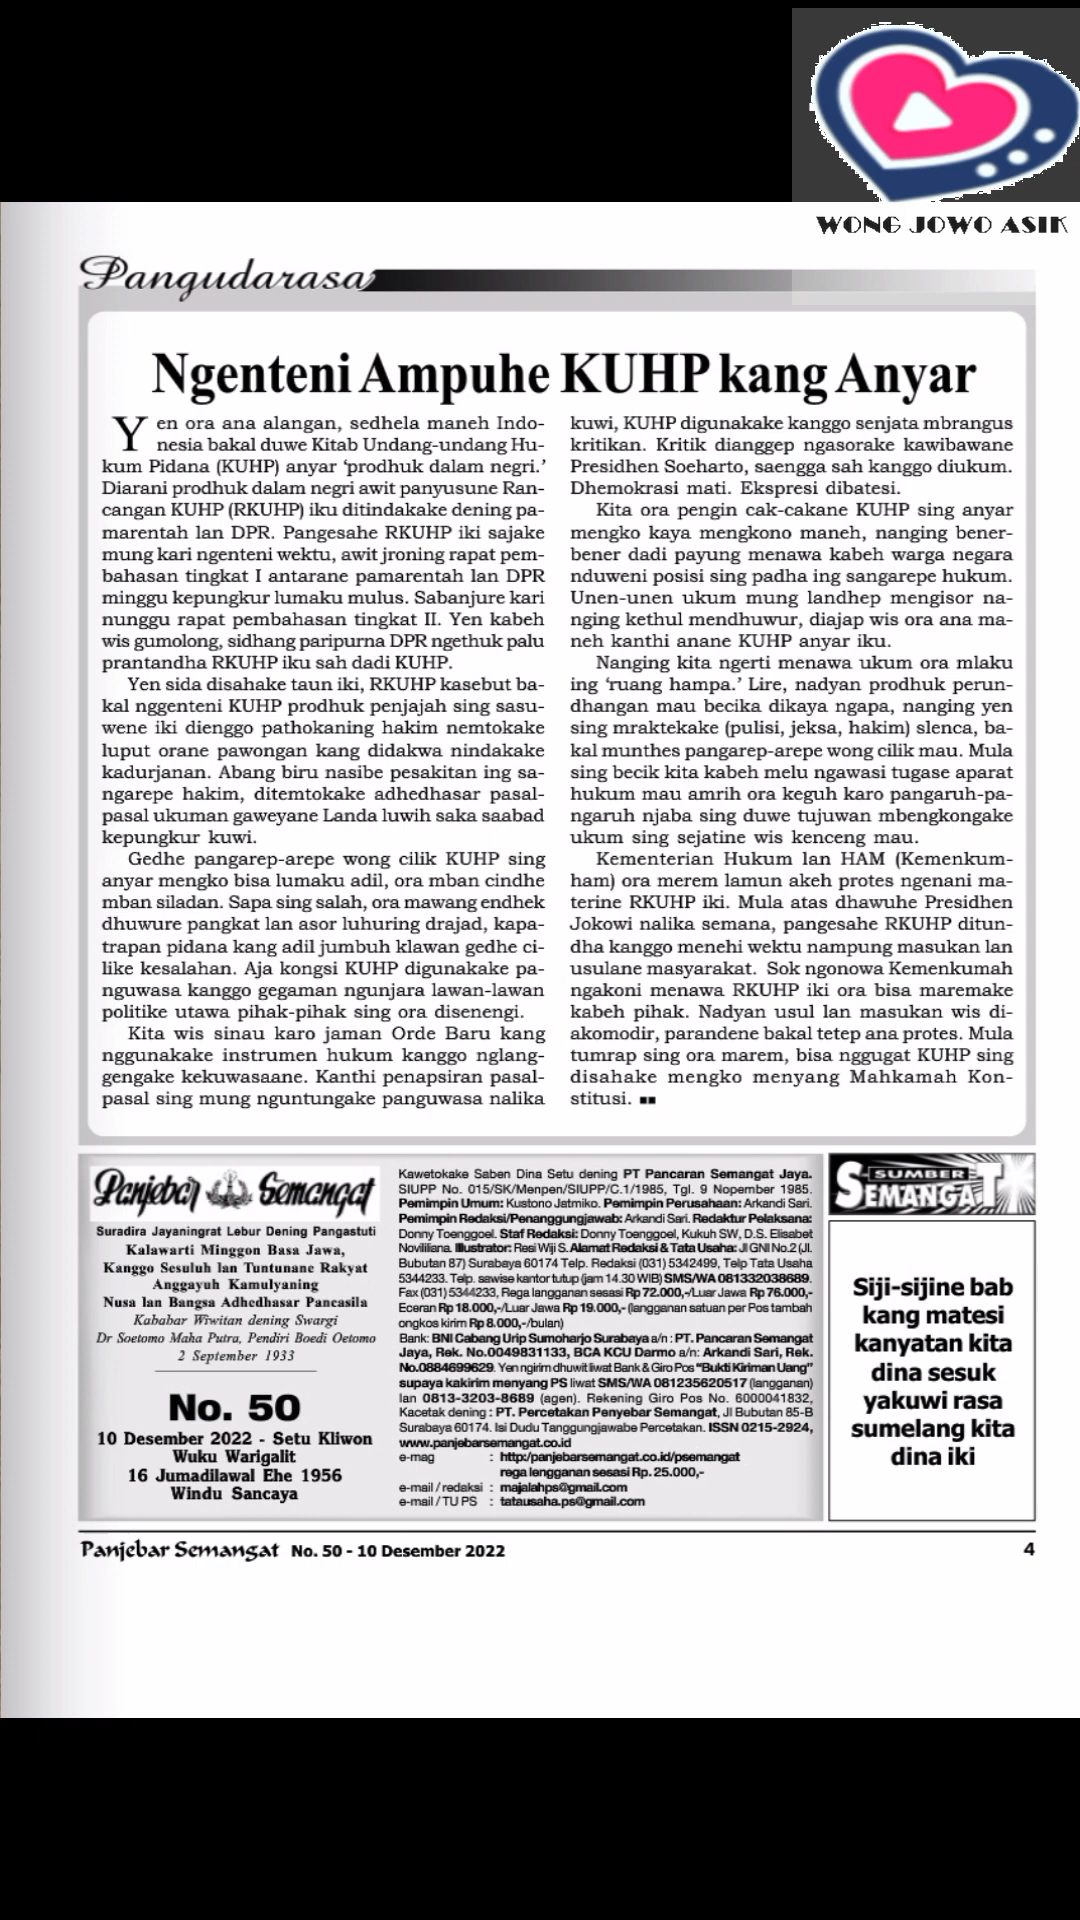 WONG JOWO ASIK
Pangudarasa
Ngenteni Ampuhe KUHP kang Anyar
Yen ora ana alangan, sedhela maneh Indo-
nesia bakal duwe Kitab Undang-undang Hu-
kum Pidana (KUHP) anyar ‘prodhuk dalam negri.’
Diarani prodhuk dalam negri awit panyusune Ran-
cangan KUHP (RKUHP) iku ditindakake dening pa-
marentah lan DPR. Pangesahe RKUHP iki sajake
mung kari ngenteni wektu, awit jroning rapat pem-
bahasan tingkat I antarane pamarentah lan DPR
minggu kepungkur lumaku mulus. Sabanjure kari
nunggu rapat pembahasan tingkat II. Yen kabeh
wis gumolong, sidhang paripurna DPR ngethuk palu
prantandha RKUHP iku sah dadi KUHP.
Yen sida disahake taun iki, RKUHP kasebut ba-
kal nggenteni KUHP prodhuk penjajah sing sasu-
wene iki dienggo pathokaning hakim nemtokake
luput orane pawongan kang didakwa nindakake
kadurjanan. Abang biru nasibe pesakitan ing sa-
ngarepe hakim, ditemtokake adhedhasar pasal-
pasal ukuman gaweyane Landa luwih saka saabad
kepungkur kuwi.
Gedhe pangarep-arepe wong cilik KUHP sing
anyar mengko bisa lumaku adil, ora mban cindhe
mban siladan. Sapa sing salah, ora mawang endhek
dhuwure pangkat lan asor luhuring drajad, kapa-
trapan pidana kang adil jumbuh klawan gedhe ci-
like kesalahan. Aja kongsi KUHP digunakake pa-
nguwasa kanggo gegaman ngunjara lawan-lawan
politike utawa pihak-pihak sing ora disenengi.
Kita wis sinau karo jaman Orde Baru kang
nggunakake instrumen hukum kanggo nglang-
gengake kekuwasaane. Kanthi penapsiran pasal-
pasal sing mung nguntungake panguwasa nalika
kuwi, KUHP digunakake kanggo senjata mbrangus
kritikan. Kritik dianggep ngasorake kawibawane
Presidhen Soeharto, saengga sah kanggo diukum.
Dhemokrasi mati. Ekspresi dibatesi.
Kita ora pengin cak-cakane KUHP sing anyar
mengko kaya mengkono maneh, nanging bener-
bener dadi payung menawa kabeh warga negara
nduweni posisi sing padha ing sangarepe hukum.
Unen-unen ukum mung landhep mengisor na-
nging kethul mendhuwur, diajap wis ora ana ma-
neh kanthi anane KUHP anyar iku.
Nanging kita ngerti menawa ukum ora mlaku
ing ‘ruang hampa.’ Lire, nadyan prodhuk perun-
dhangan mau becika dikaya ngapa, nanging yen
sing mraktekake (pulisi, jeksa, hakim) slenca, ba-
kal munthes pangarep-arepe wong cilik mau. Mula
sing becik kita kabeh melu ngawasi tugase aparat
hukum mau amrih ora keguh karo pangaruh-pa-
ngaruh njaba sing duwe tujuwan mbengkongake
ukum sing sejatine wis kenceng mau.
Kementerian Hukum lan HAM (Kemenkum-
ham) ora merem lamun akeh protes ngenani ma-
terine RKUHP iki. Mula atas dhawuhe Presidhen
Jokowi nalika semana, pangesahe RKUHP ditun-
dha kanggo menehi wektu nampung masukan lan
usulane masyarakat. Sok ngonowa Kemenkumah
ngakoni menawa RKUHP iki ora bisa maremake
kabeh pihak. Nadyan usul lan masukan wis di-
akomodir, parandene bakal tetep ana protes. Mula
tumrap sing ora marem, bisa nggugat KUHP sing
disahake mengko menyang Mahkamah Kon-
stitusi.
Panjebar Semangat
Suradira Jayaningrat Lebur Dening Pangastuti
Kalawarti Minggon Basa Jawa,
Kanggo Sesuluh lan Tuntunane Rakyat
Anggayuh Kamulyaning
Nusa lan Bangsa Adhedhasar Pancasila
Kababar Wiwitan dening Swargi
Dr Soetomo Maha Putra, Pendiri Boedi Oetomo
2 September 1933
No. 50
10 Desember 2022 - Setu Kliwon
Wuku Warigalit
16 Jumadilawal Ehe 1956
Windu Sancaya
Kawetokake Saben Dina Setu dening PT Pancaran Semangat Jaya.
SIUPP No. 015/SK/Menpen/SIUPP/C.1/1985, Tgl. 9 Nopember 1985.
Pemimpin Umum: Kustono Jatmiko. Pemimpin Perusahaan: Arkandi Sari.
Pemimpin Redaksi/Penanggungjawab: Arkandi Sari. Redaktur Pelaksana:
Donny Toenggoel. Staf Redaksi: Donny Toenggoel, Kukuh SW, D.S. Elisabet
Novililiana. Illustrator: Resi Wiji S. Alamat Redaksi & Tata Usaha: Jl GNI No.2 (Jl.
Bubutan 87) Surabaya 60174 Telp. Redaksi (031) 5342499, Telp Tata Usaha
5344233. Telp. sawise kantor tutup (jam 14.30 WIB) SMS/WA 081332038689.
Fax (031) 5344233, Rega langganan sesasi Rp 72.000,-/Luar Jawa Rp 76.000,-
Eceran Rp 18.000,-/Luar Jawa Rp 19.000,- (langganan satuan per Pos tambah
ongkos kirim Rp 8.000,-/bulan)
Bank: BNI Cabang Urip Sumoharjo Surabaya a/n : PT. Pancaran Semangat
Jaya, Rek. No.0049831133, BCA KCU Darmo a/n: Arkandi Sari, Rek.
No.0884699629. Yen ngirim dhuwit liwat Bank & Giro Pos "Bukti Kiriman Uang"
supaya kakirim menyang PS liwat SMS/WA 081235620517 (langganan)
lan 0813-3203-8689 (agen). Rekening Giro Pos No. 6000041832,
Kacetak dening : PT. Percetakan Penyebar Semangat, Jl Bubutan 85-B
Surabaya 60174. Isi Dudu Tanggungjawabe Percetakan. ISSN 0215-2924,
www.panjebarsemangat.co.id
e-mag : http:/panjebarsemangat.co.id/psemangat
rega lengganan sesasi Rp. 25.000,-
e-mail / redaksi : majalahps@gmail.com
e-mail / TU PS : tatausaha.ps@gmail.com
SUMBER
SEMANGAT
Siji-sijine bab
kang matesi
kanyatan kita
dina sesuk
yakuwi rasa
sumelang kita
dina iki
Panjebar Semangat No. 50 - 10 Desember 2022
4